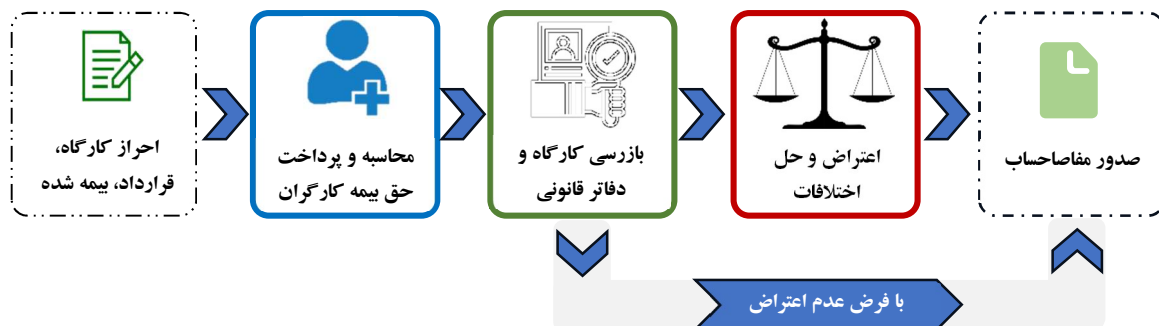 احراز کارگاه،
قرارداد، بیمه شده
محاسبه و پرداخت
حق بیمه کارگران
بازرسی کارگاه و
دفاتر قانونی
اعتراض و حل
اختلافات
صدور مفاصاحساب
با فرض عدم اعتراض